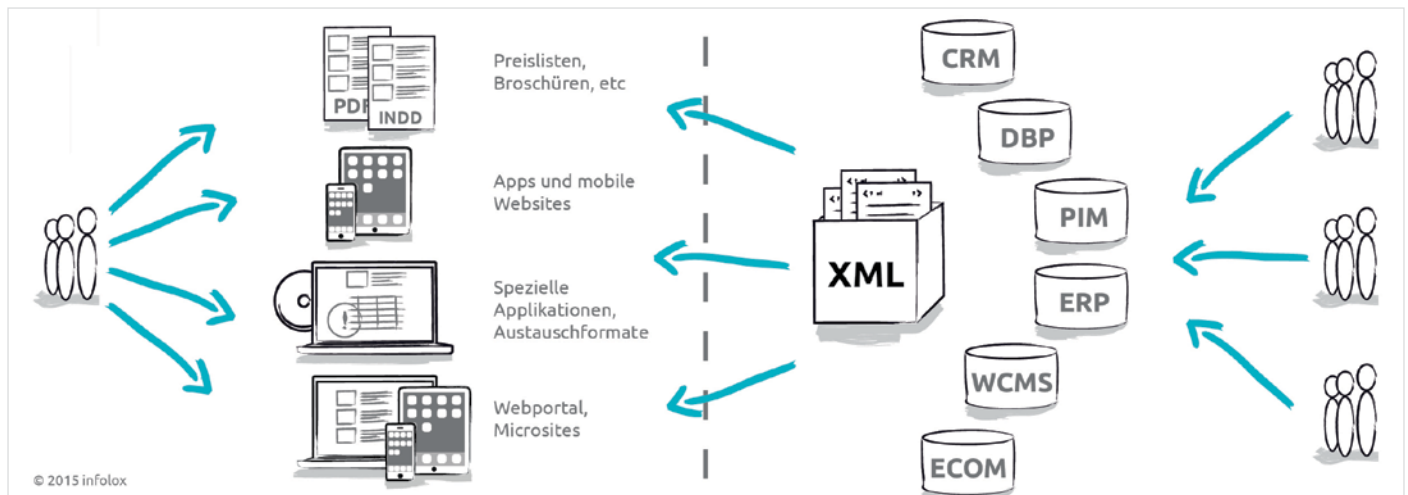 PDF
INDD
Preislisten,
Broschüren, etc
Apps und mobile
Websites
Spezielle
Applikationen,
Austauschformate
Webportal,
Microsites
XML
CRM
DBP
PIM
ERP
WCMS
ECOM
© 2015 infolox